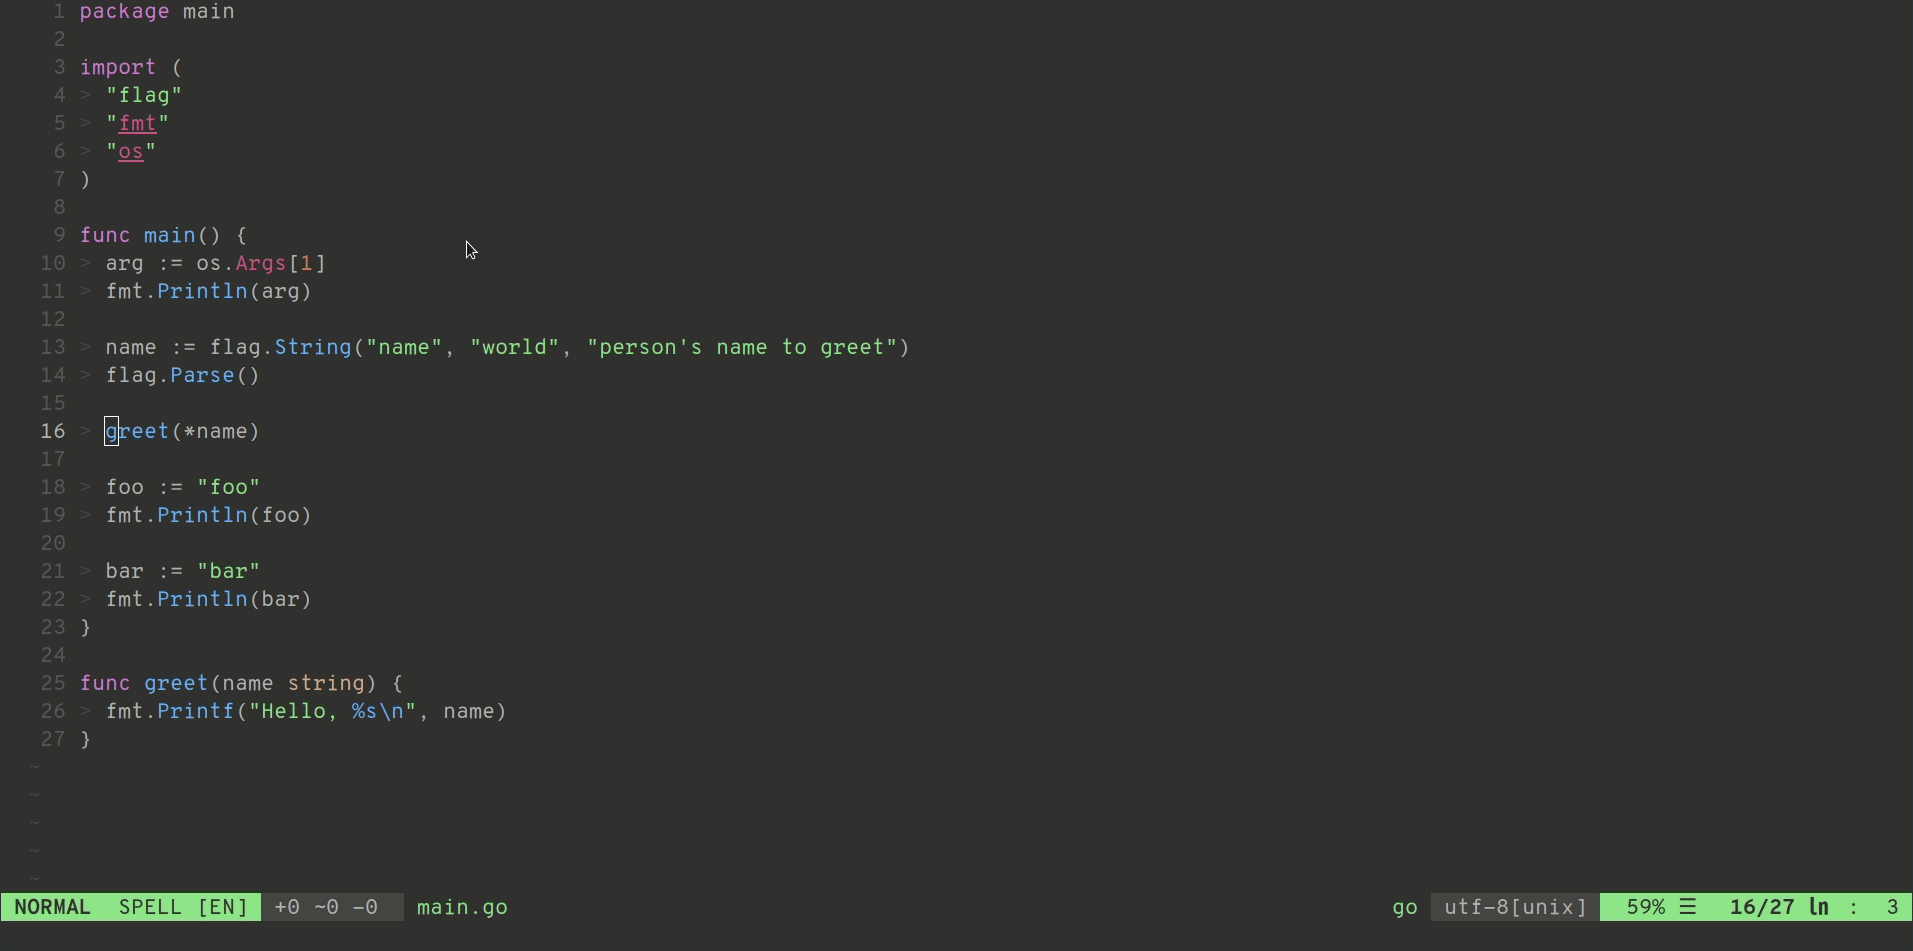 1 package main
2
3 import (
4 > "flag"
5 > "fmt"
6 > "os"
7 )
8
9 func main() {
10 > arg := os.Args[1]
11 > fmt.Println(arg)
12
13 > name := flag.String("name", "world", "person's name to greet")
14 > flag.Parse()
15
16 > greet(*name)
17
18 > foo := "foo"
19 > fmt.Println(foo)
20
21 > bar := "bar"
22 > fmt.Println(bar)
23 }
24
25 func greet(name string) {
26 > fmt.Printf("Hello, %s\n", name)
27 }
~
~
~
~
~
NORMAL SPELL [EN] +0 ~0 -0 main.go go utf-8[unix] 59% ☰ 16/27 ln : 3